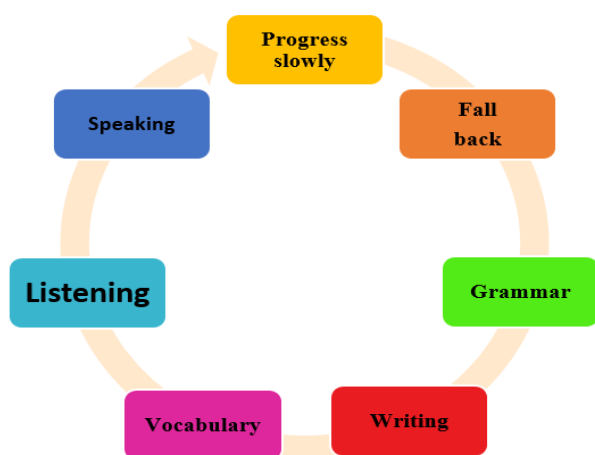 Progress
slowly
Fall
back
Grammar
Writing
Vocabulary
Listening
Speaking